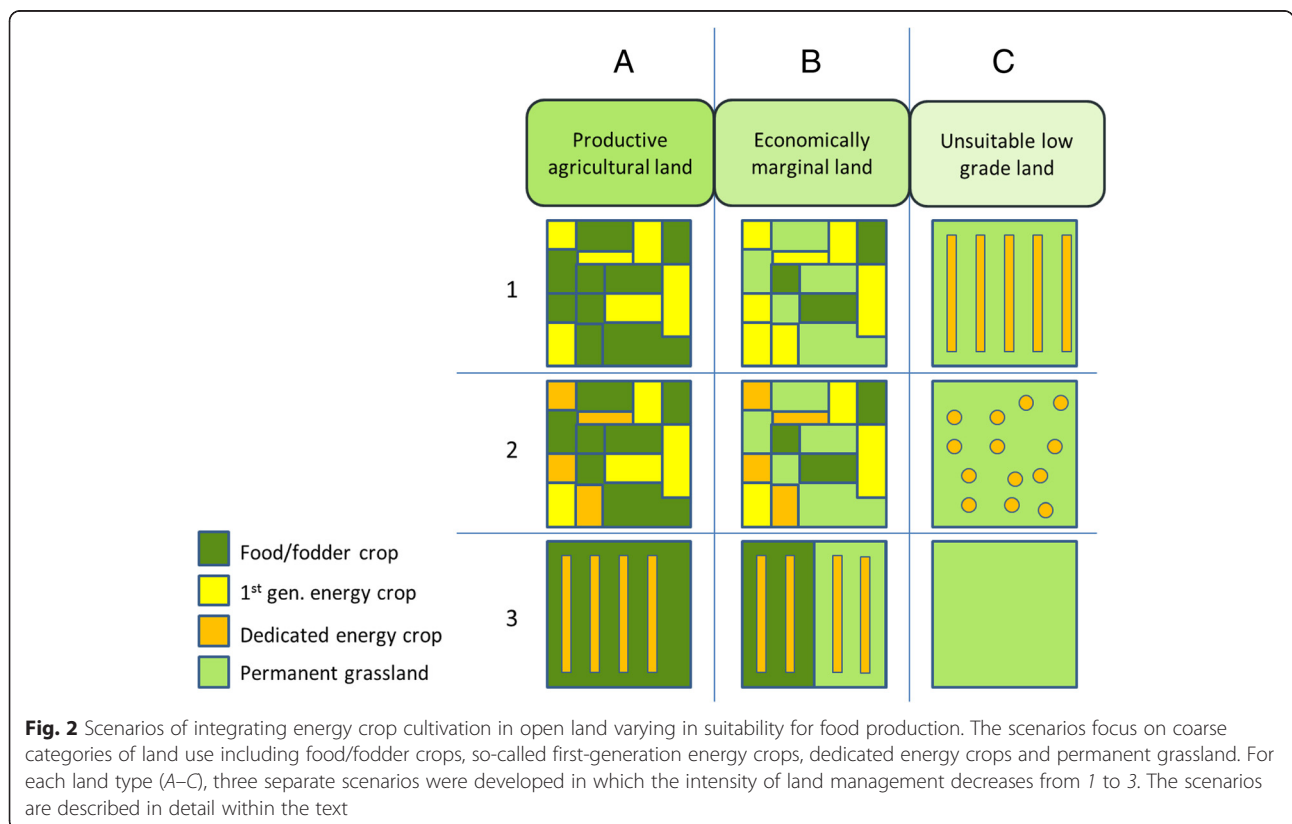 A
B
C
Productive
agricultural land
Economically
marginal land
Unsuitable low
grade land
1
2
3
Food/fodder crop
1st gen. energy crop
Dedicated energy crop
Permanent grassland
Fig. 2 Scenarios of integrating energy crop cultivation in open land varying in suitability for food production. The scenarios focus on coarse
categories of land use including food/fodder crops, so-called first-generation energy crops, dedicated energy crops and permanent grassland. For
each land type (A–C), three separate scenarios were developed in which the intensity of land management decreases from 1 to 3. The scenarios
are described in detail within the text